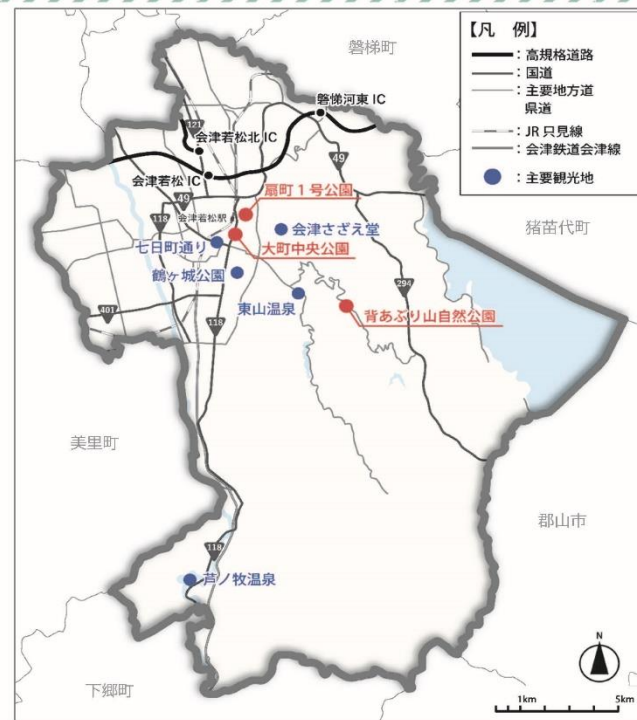 【凡 例】
：高規格道路
：国道
：主要地方道
県道
：JR只見線
：会津鉄道会津線
：主要観光地
磐梯町
磐梯河東 IC
121
会津若松北 IC
49
会津若松 IC
49
扇町１号公園
猪苗代町
118
会津若松駅
会津さざえ堂
七日町通り
大町中央公園
鶴ヶ城公園
294
東山温泉
背あぶり山自然公園
401
118
美里町
郡山市
118
芦ノ牧温泉
下郷町
N
1km
5km